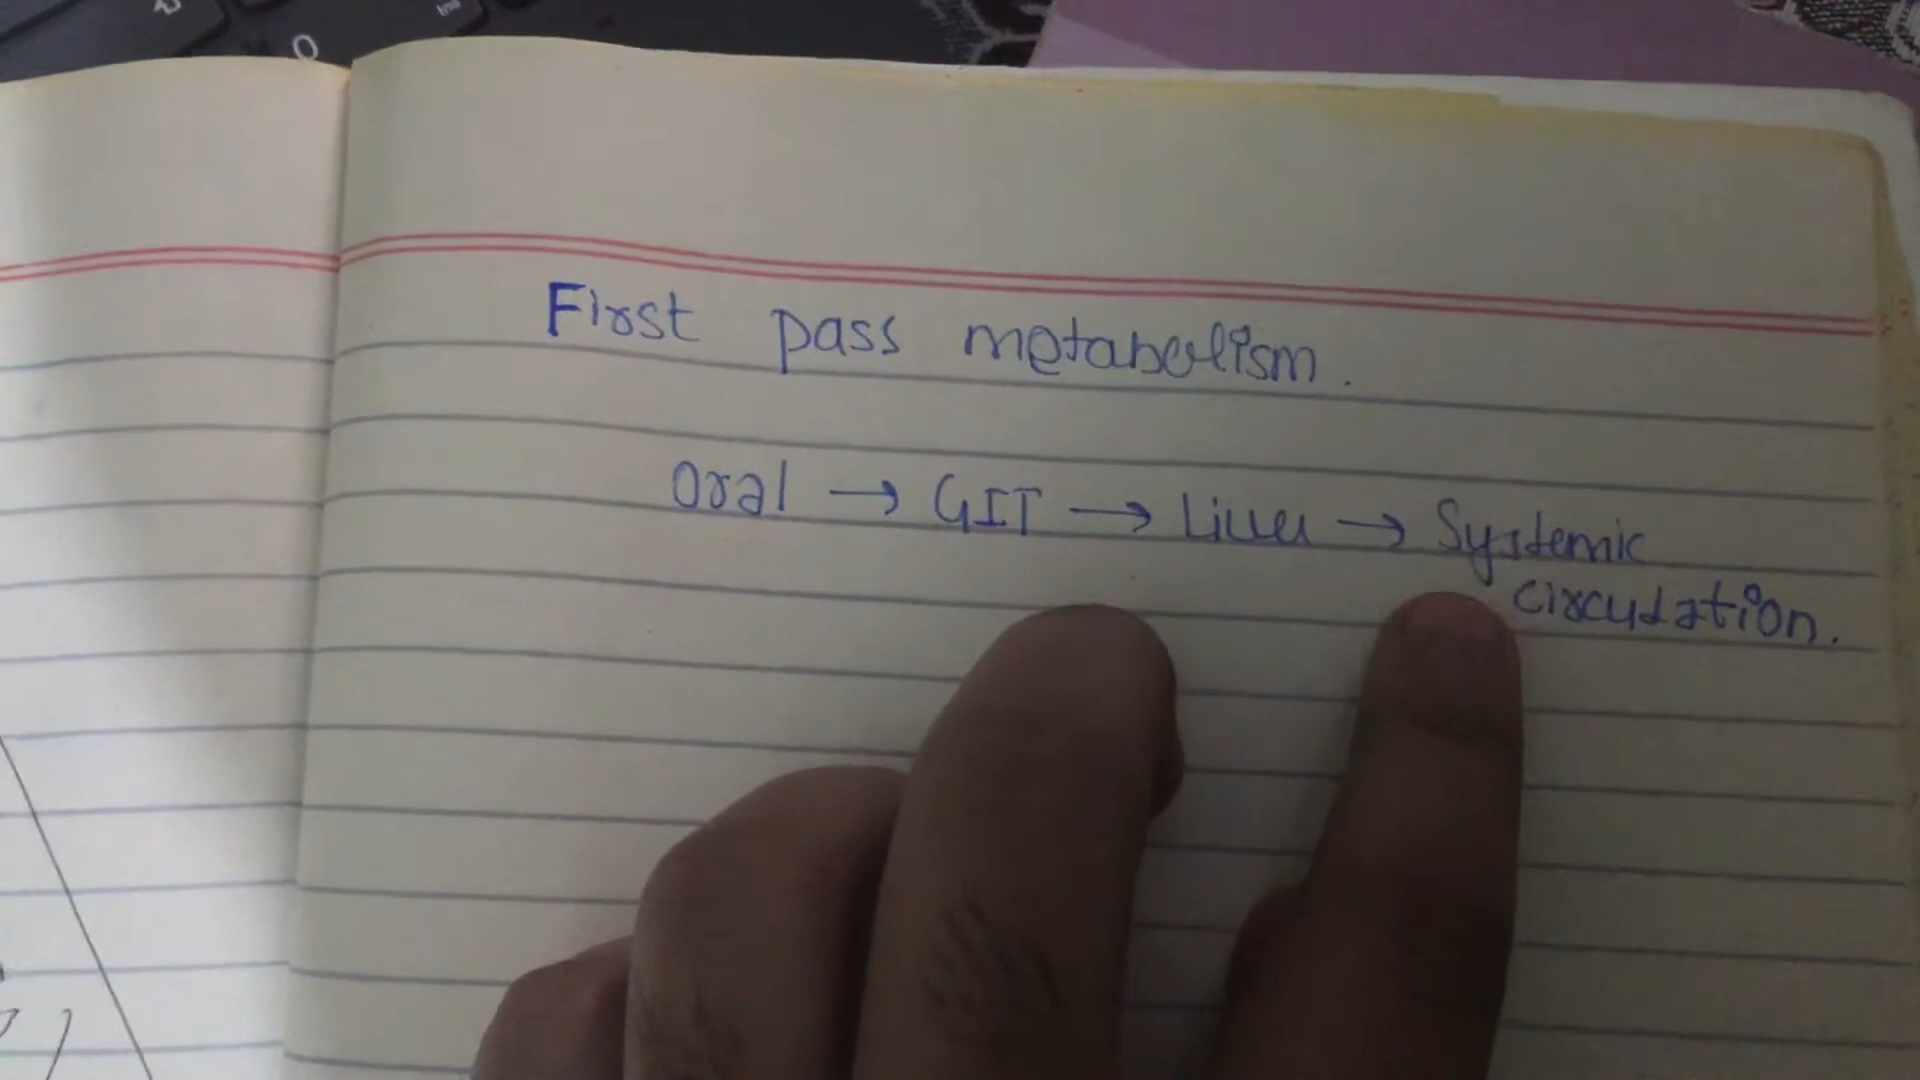 First pass metabolism.
Oral → GIT → Liver → Systemic
circulation.